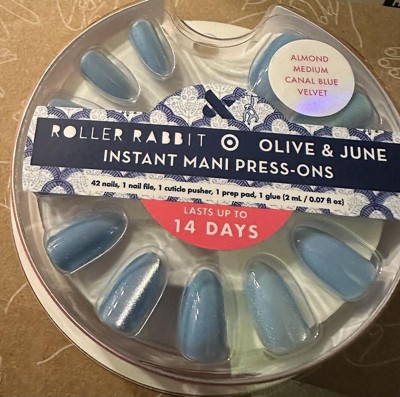 ALMOND
MEDIUM
CANAL BLUE
VELVET
ROLLER RABBIT OLIVE & JUNE
INSTANT MANI PRESS-ONS
42 nails, 1 nail file, 1 cuticle pusher, 1 prep pad, 1 glue (2 mL / 0.07 fl oz)
LASTS UP TO
14 DAYS